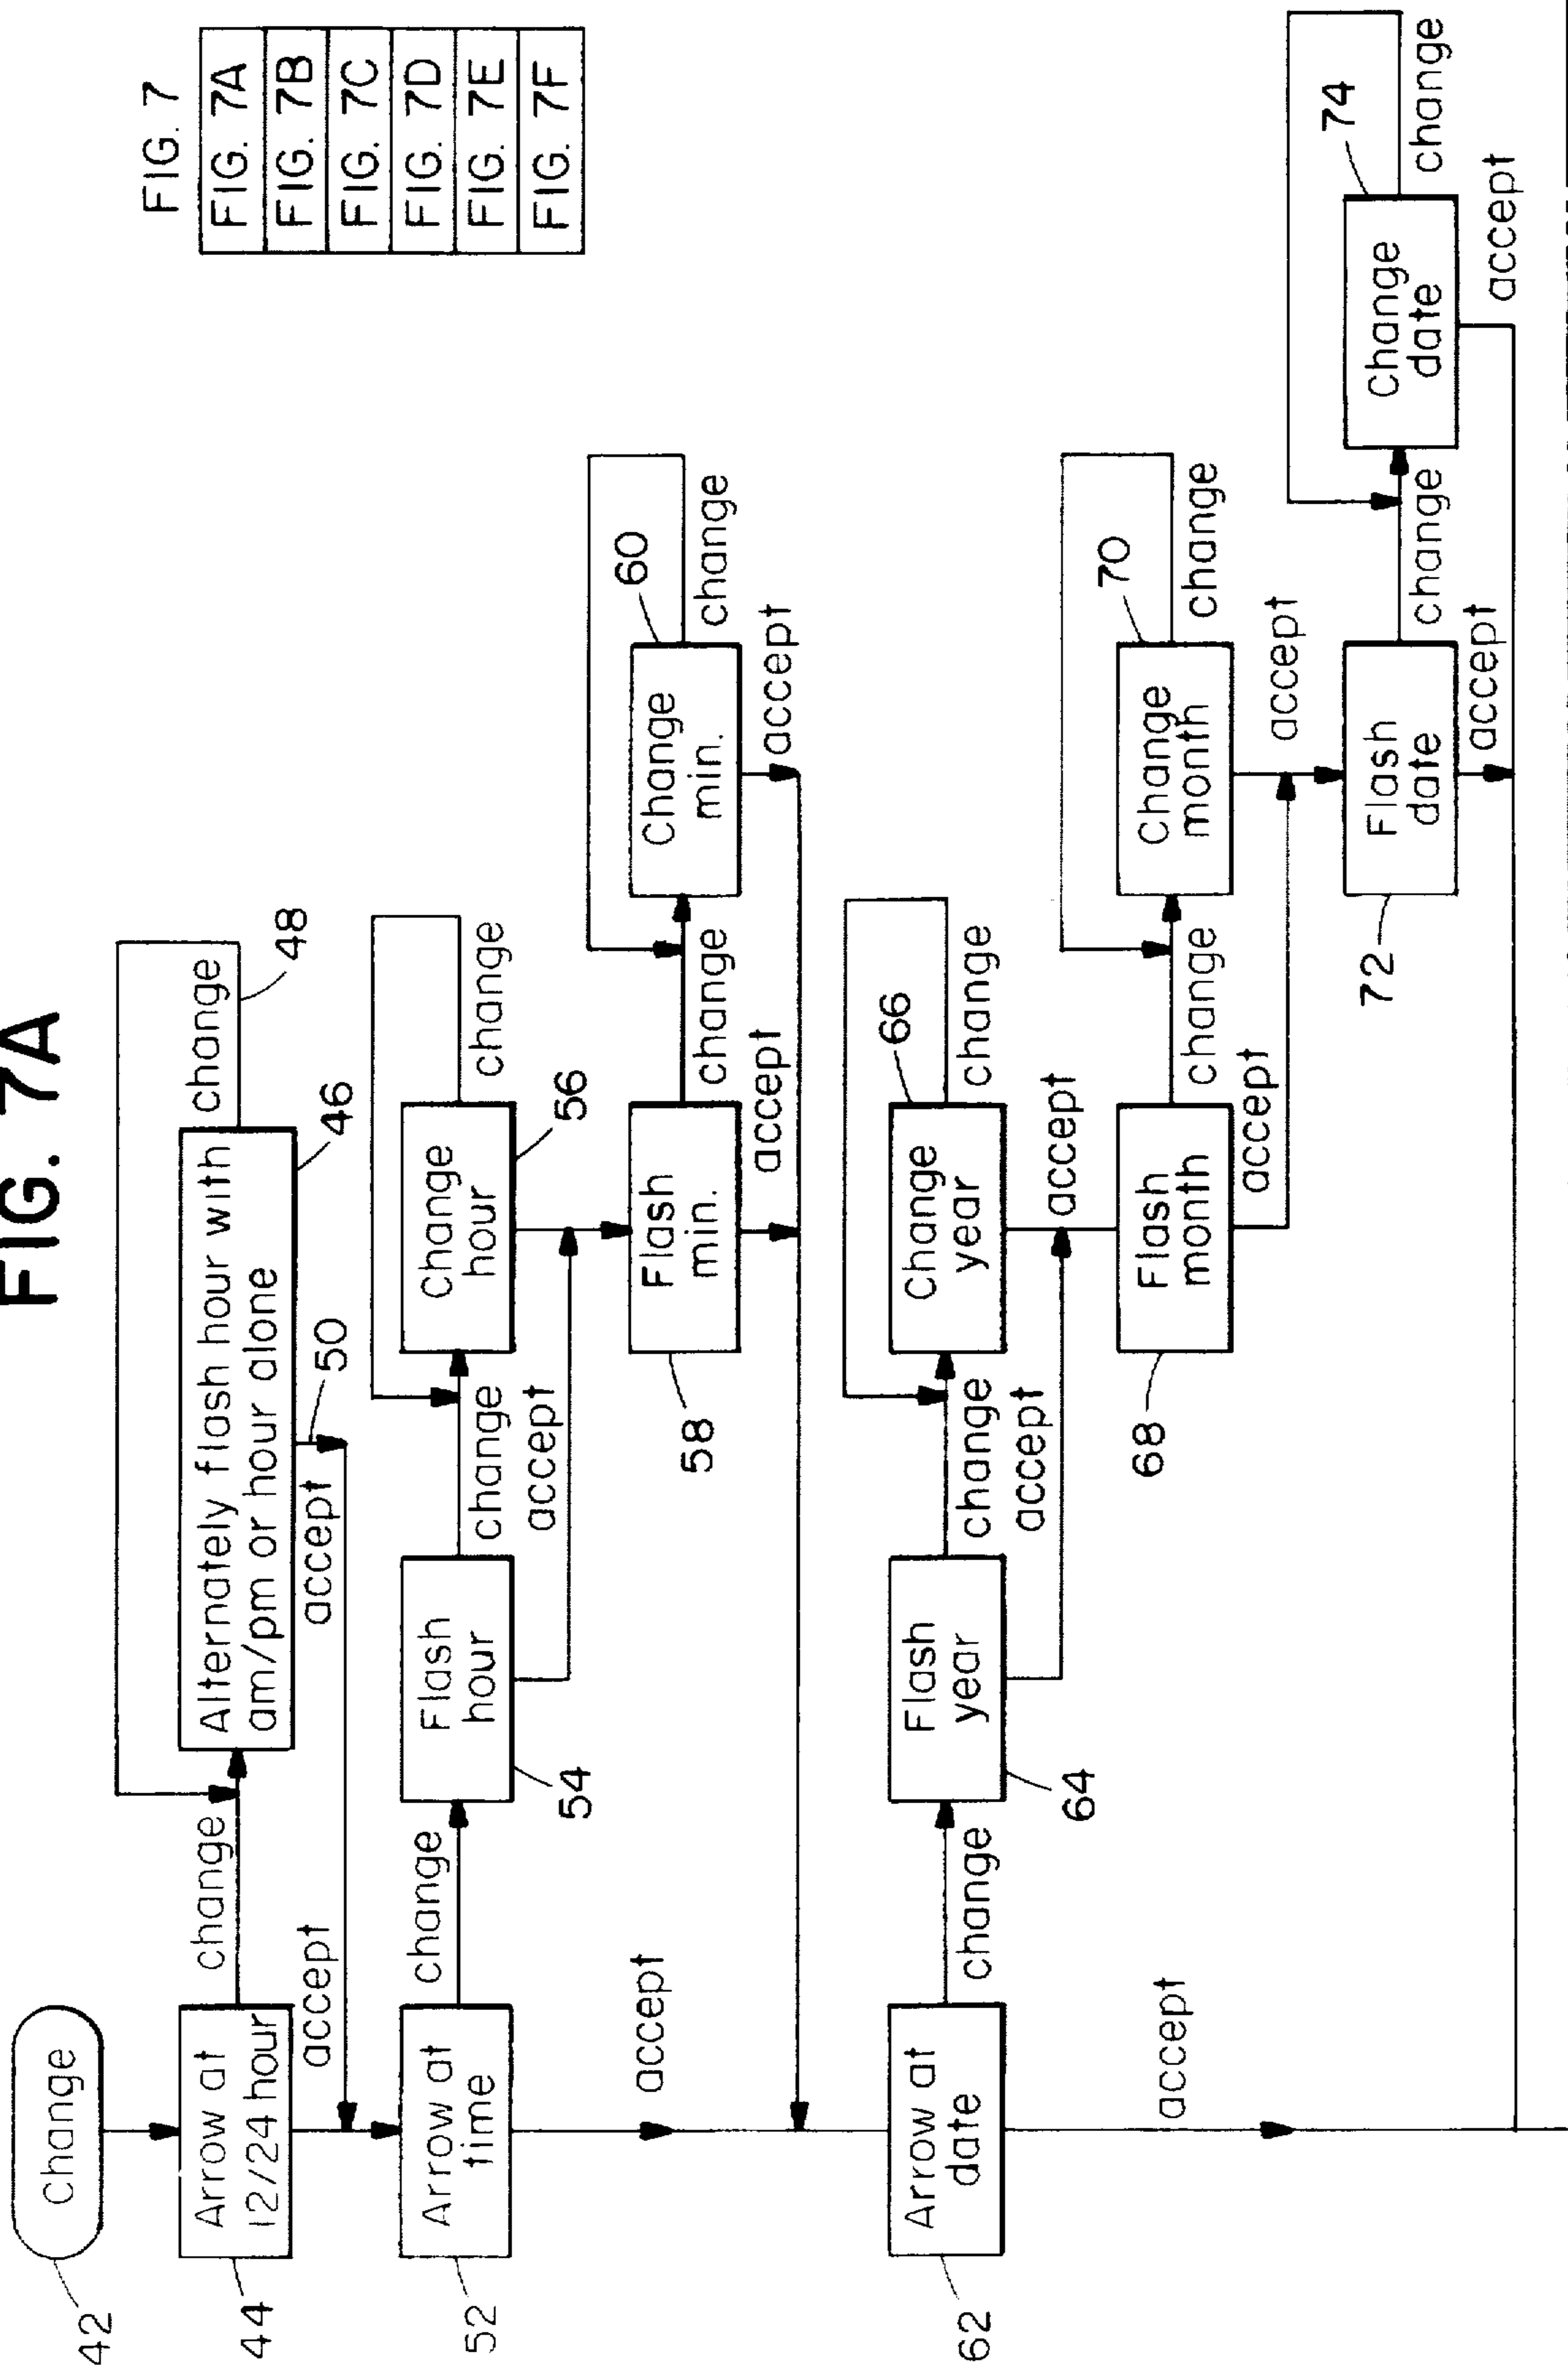 FIG. 7A
FIG. 7
FIG. 7A
FIG. 7B
FIG. 7C
FIG. 7D
FIG. 7E
FIG. 7F
42
Change
44
Arrow at
12/24 hour
change
accept
46
Alternately flash hour with
am/pm or hour alone
change
48
accept
50
52
Arrow at
time
change
accept
54
Flash
hour
change
accept
56
Change
hour
change
58
Flash
min.
change
accept
60
Change
min.
change
accept
62
Arrow at
date
change
accept
64
Flash
year
change
accept
66
Change
year
change
accept
68
Flash
month
change
accept
70
Change
month
change
accept
72
Flash
date
change
accept
74
Change
date
change
accept